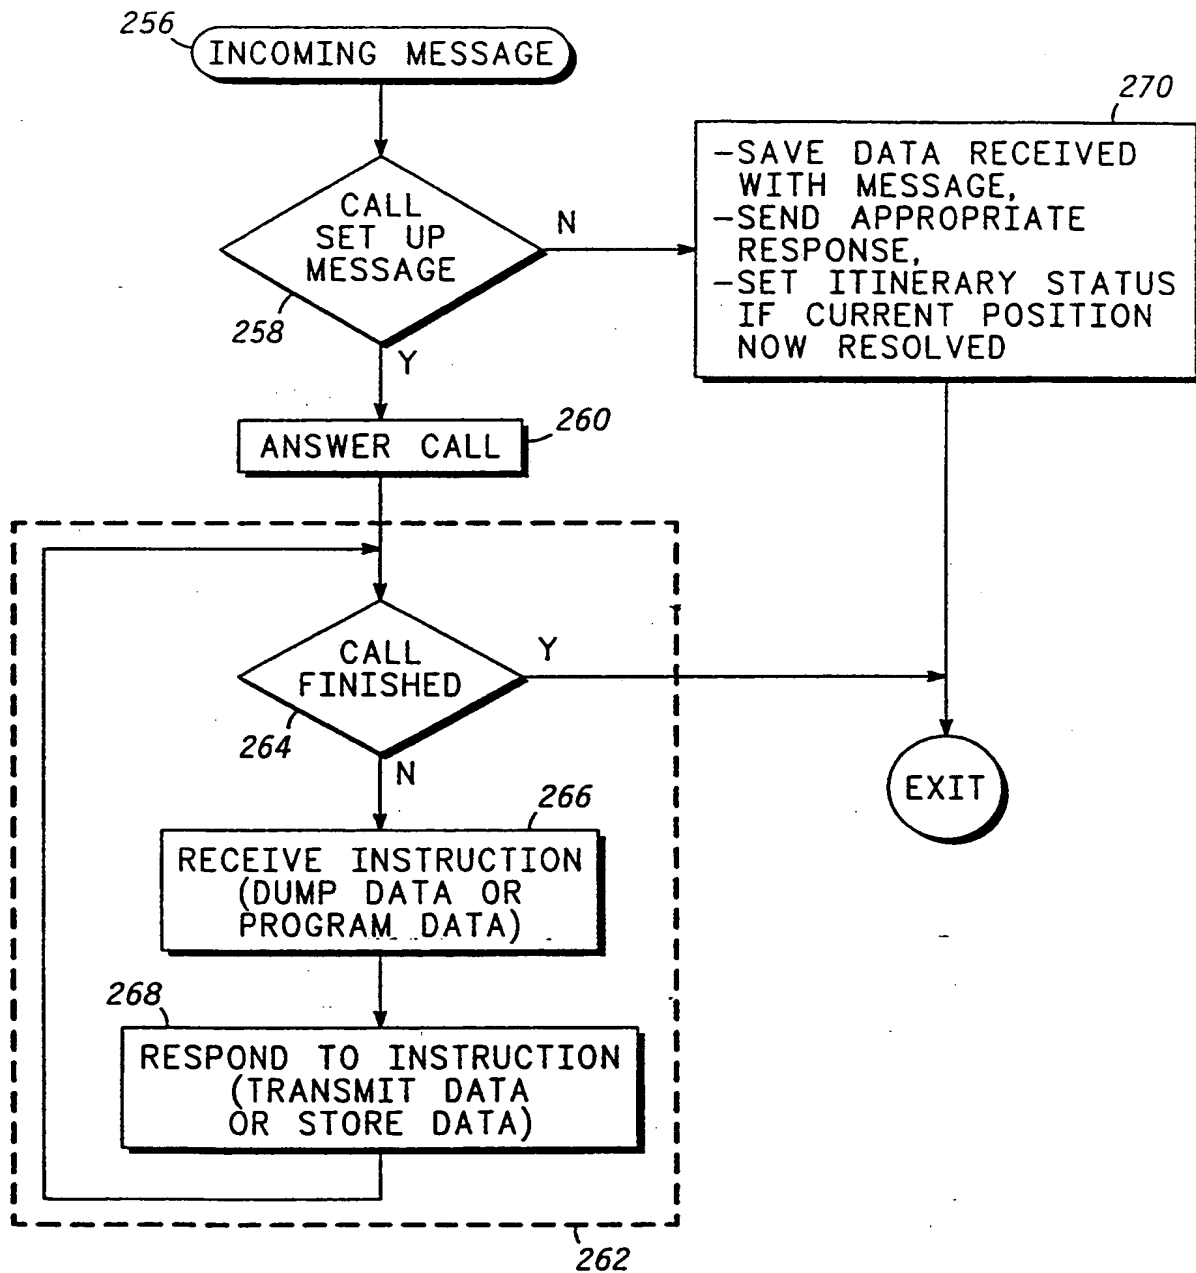 256
INCOMING MESSAGE
270
-SAVE DATA RECEIVED
WITH MESSAGE,
-SEND APPROPRIATE
RESPONSE,
-SET ITINERARY STATUS
IF CURRENT POSITION
NOW RESOLVED
CALL
SET UP
MESSAGE
N
258
Y
260
ANSWER CALL
CALL
FINISHED
Y
264
N
EXIT
266
RECEIVE INSTRUCTION
(DUMP DATA OR
PROGRAM DATA)
268
RESPOND TO INSTRUCTION
(TRANSMIT DATA
OR STORE DATA)
262